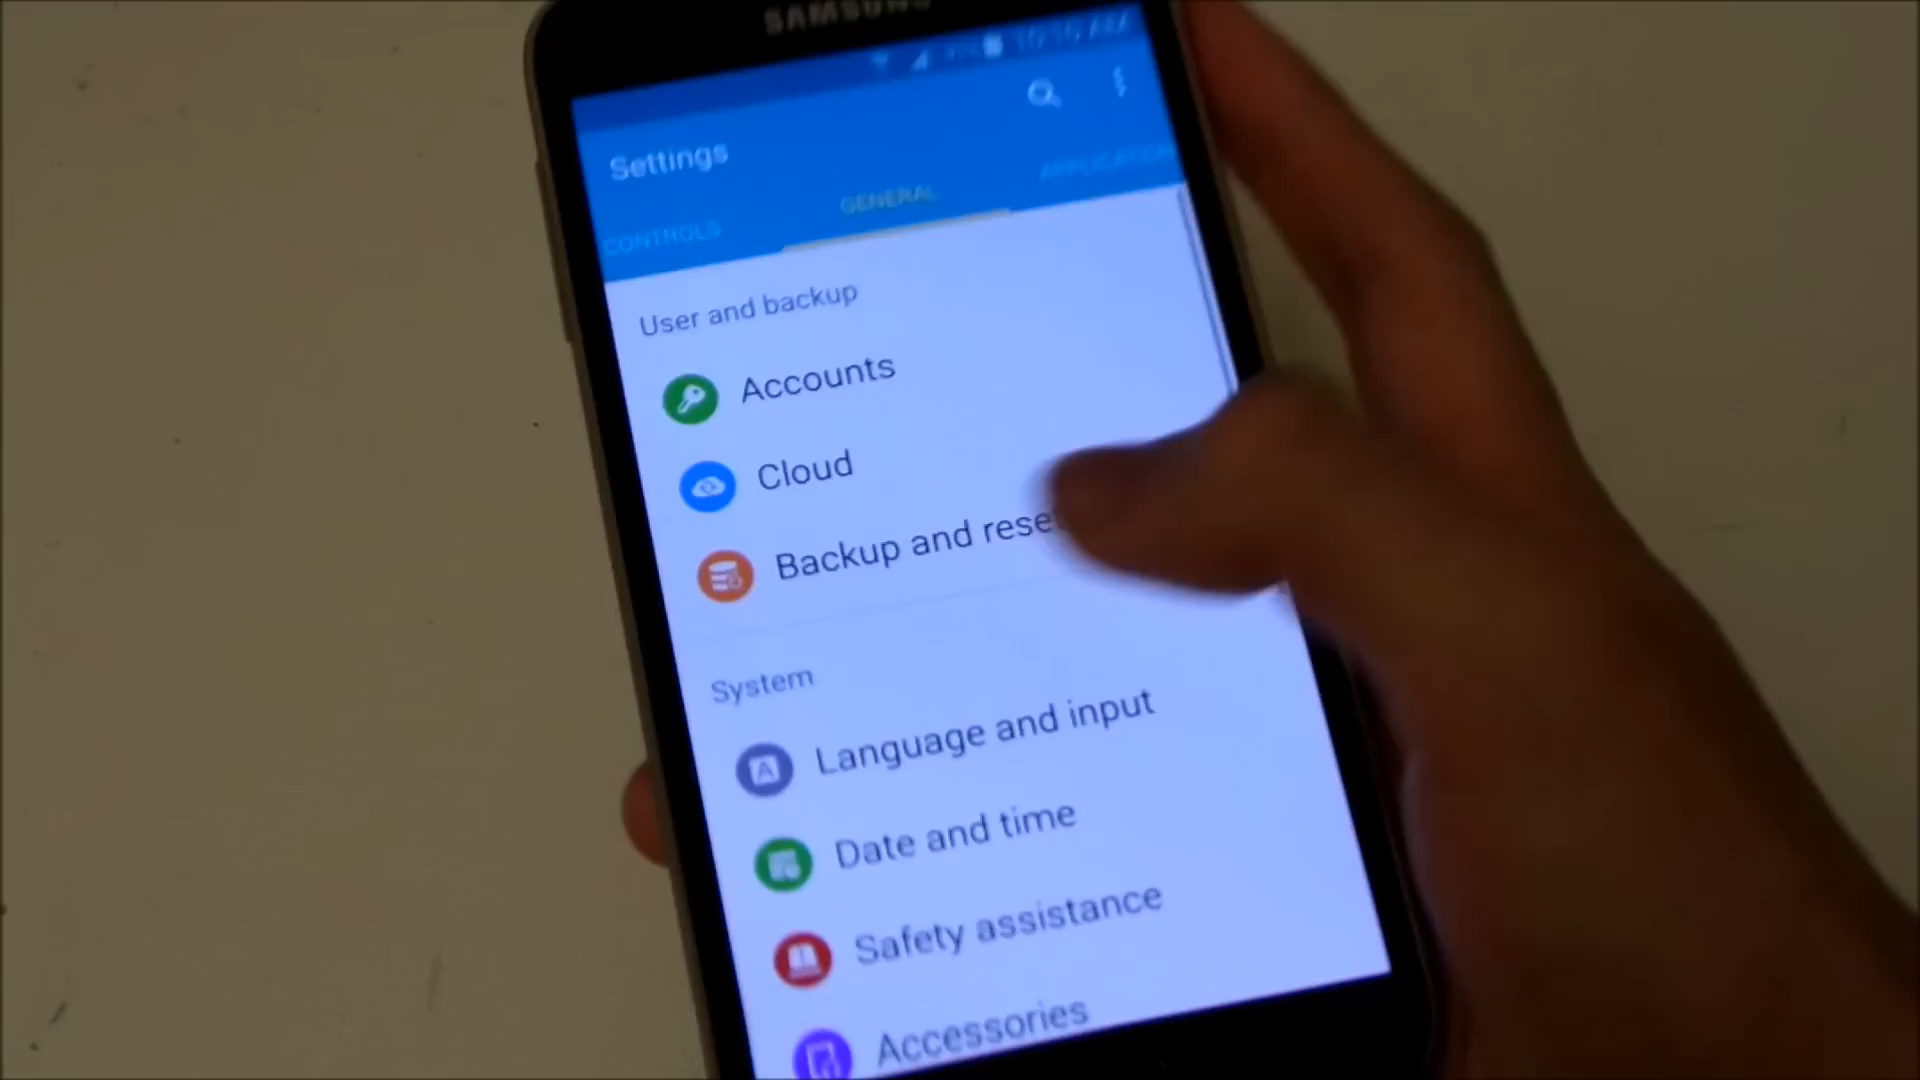 SAMSUNG
Settings
CONTROLS
GENERAL
APPLICATION
User and backup
Accounts
Cloud
Backup and rese
System
Language and input
Date and time
Safety assistance
Accessories